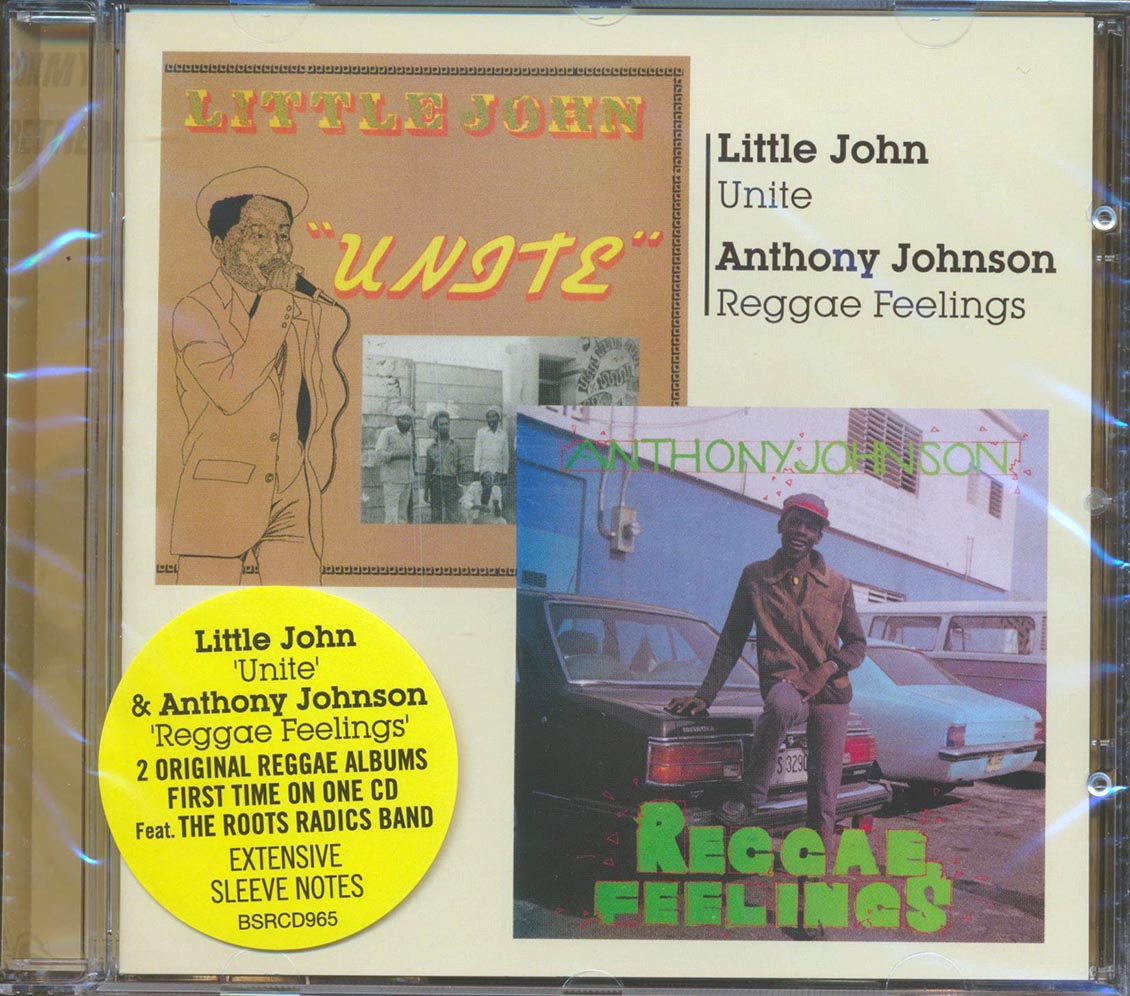 LITTLE JOHN
"UNITE"
Little John
Unite
Anthony Johnson
Reggae Feelings
ANTHONY JOHNSON
REGGAE
FEELINGS
Little John
'Unite'
& Anthony Johnson
'Reggae Feelings'
2 ORIGINAL REGGAE ALBUMS
FIRST TIME ON ONE CD
Feat. THE ROOTS RADICS BAND
EXTENSIVE
SLEEVE NOTES
BSRCD965